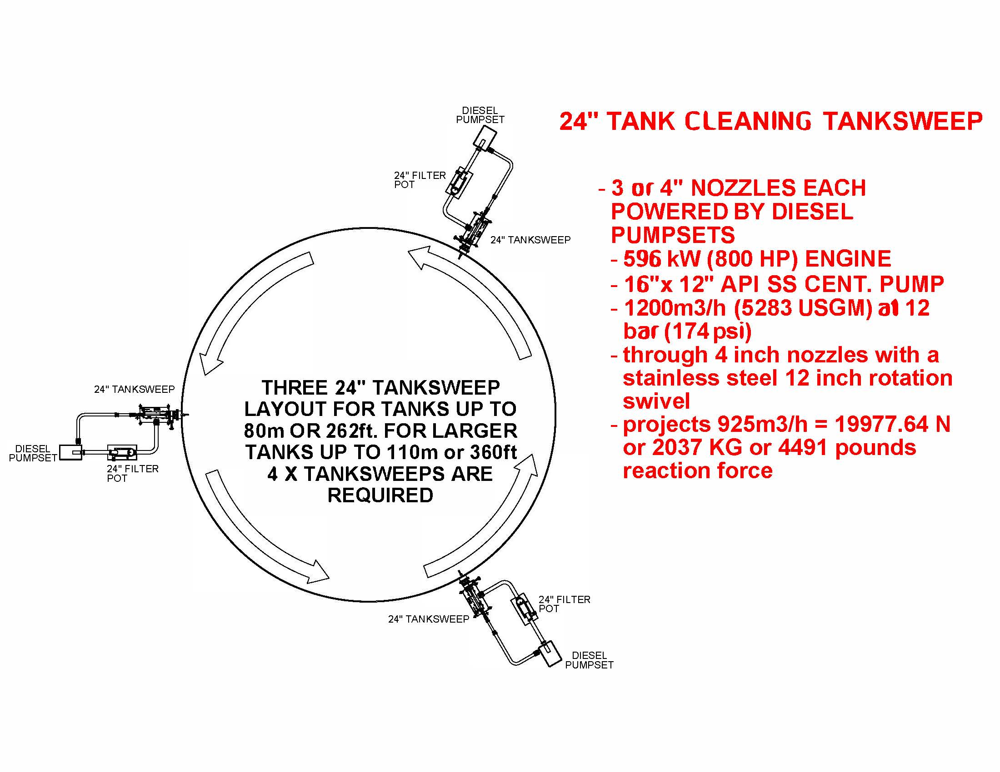 24" TANK CLEANING TANKSWEEP
- 3 or 4" NOZZLES EACH
POWERED BY DIESEL
PUMPSETS
- 596 kW (800 HP) ENGINE
- 16"x 12" API SS CENT. PUMP
- 1200m3/h (5283 USGM) at 12
bar (174 psi)
- through 4 inch nozzles with a
stainless steel 12 inch rotation
swivel
- projects 925m3/h = 19977.64 N
or 2037 KG or 4491 pounds
reaction force
DIESEL
PUMPSET
24" FILTER
POT
24" TANKSWEEP
THREE 24" TANKSWEEP
LAYOUT FOR TANKS UP TO
80m OR 262ft. FOR LARGER
TANKS UP TO 110m or 360ft
4 X TANKSWEEPS ARE
REQUIRED
24" TANKSWEEP
DIESEL
PUMPSET
24" FILTER
POT
24" FILTER
POT
24" TANKSWEEP
DIESEL
PUMPSET